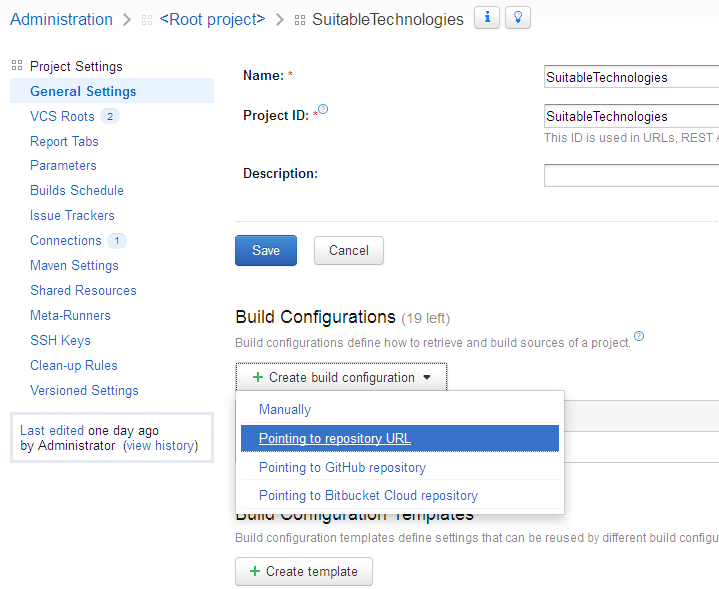 Administration > <Root project> > SuitableTechnologies
Project Settings
General Settings
VCS Roots 2
Report Tabs
Parameters
Builds Schedule
Issue Trackers
Connections 1
Maven Settings
Shared Resources
Meta-Runners
SSH Keys
Clean-up Rules
Versioned Settings
Last edited one day ago
by Administrator (view history)
Name: *
SuitableTechnologies
Project ID: * ?
SuitableTechnologies
This ID is used in URLs, REST A
Description:
Save
Cancel
Build Configurations (19 left)
Build configurations define how to retrieve and build sources of a project. ?
+ Create build configuration
Manually
Pointing to repository URL
Pointing to GitHub repository
Pointing to Bitbucket Cloud repository
Build Configuration Templates
Build configuration templates define settings that can be reused by different build configu
+ Create template